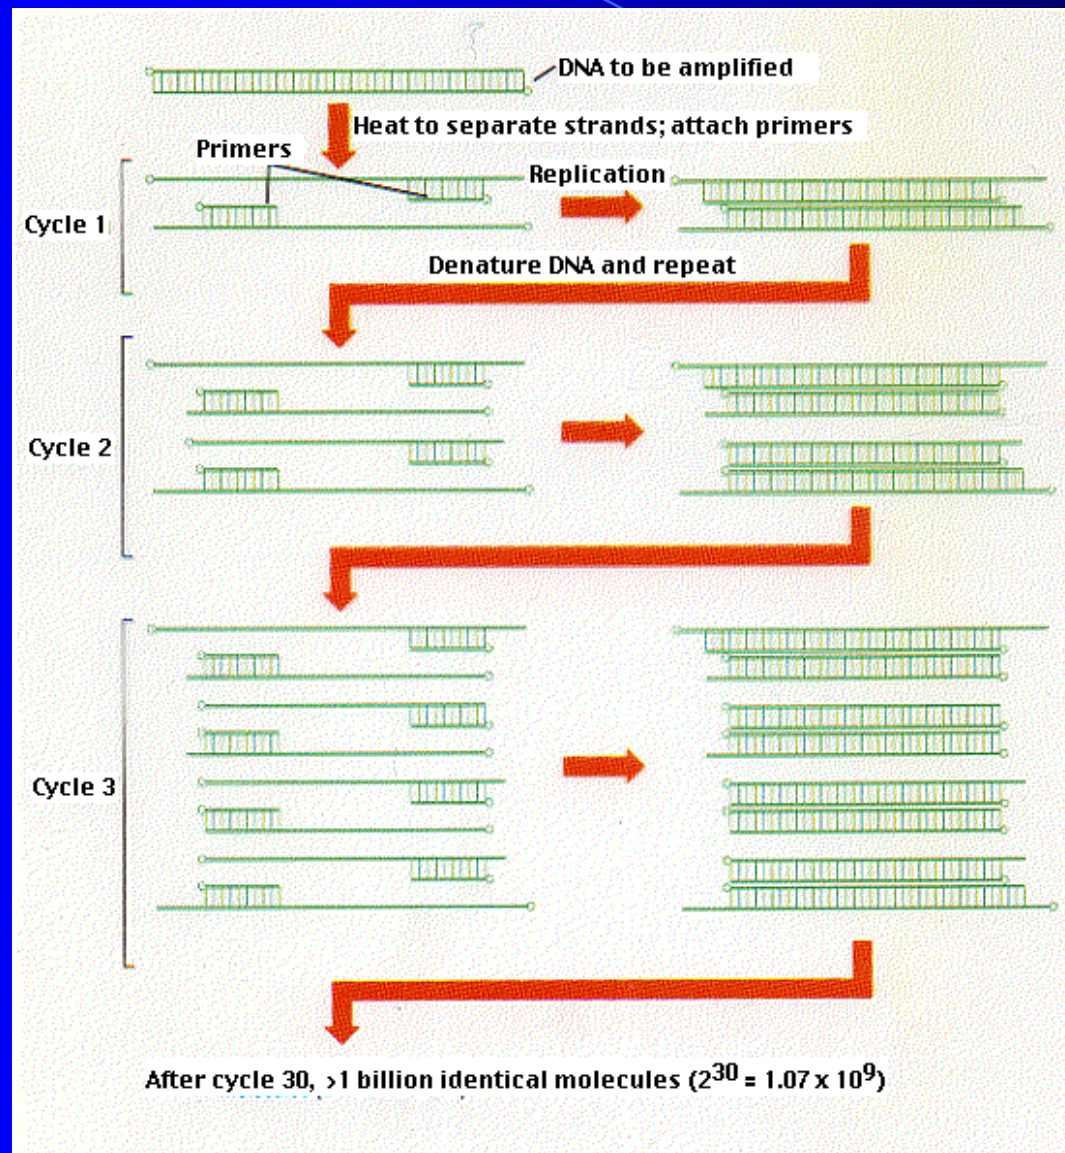 DNA to be amplified
Heat to separate strands; attach primers
Primers
Replication
Cycle 1
Denature DNA and repeat
Cycle 2
Cycle 3
After cycle 30, >1 billion identical molecules (2^30 = 1.07 x 10^9)